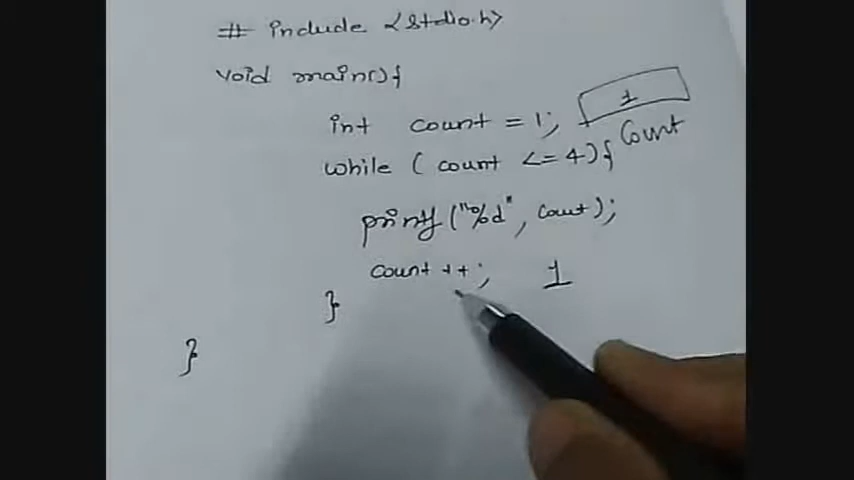 # include <stdio.h>
void main(){
int count = 1; 1
while ( count <= 4){ Count
printf ("%d", count);
count ++; 1
}
}